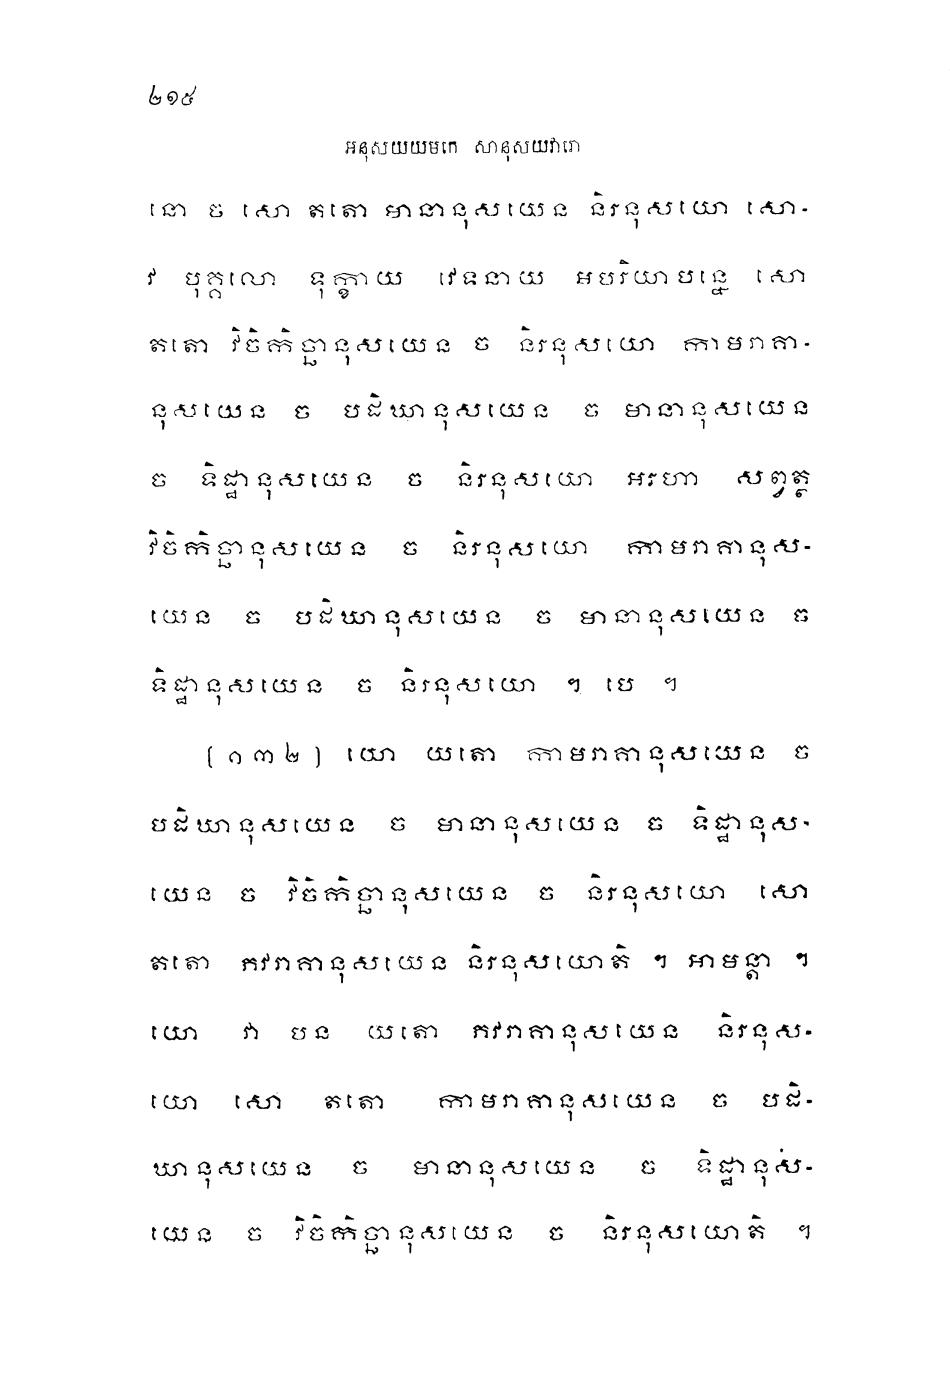 ២១៥
អនុសយយមកេ សានុសយវារោ
នោ ច សោ តតោ មានានុសយេន និរនុសយោ សោ-
វ បុគ្គលោ ទុក្ខាយ វេទនាយ អបរិយាបន្នេ សោ
តតោ វិចិកិច្ឆានុសយេន ច និរនុសយោ កាមរាគា-
នុសយេន ច បដិឃានុសយេន ច មានានុសយេន
ច ទិដ្ឋានុសយេន ច និរនុសយោ អរហា សព្វត្ថ
វិចិកិច្ឆានុសយេន ច និរនុសយោ កាមរាគានុស-
យេន ច បដិឃានុសយេន ច មានានុសយេន ច
ទិដ្ឋានុសយេន ច និរនុសយោ ។ បេ ។
(១៣២) យោ យតោ កាមរាគានុសយេន ច
បដិឃានុសយេន ច មានានុសយេន ច ទិដ្ឋានុស-
យេន ច វិចិកិច្ឆានុសយេន ច និរនុសយោ សោ
តតោ ភវរាគានុសយេន និរនុសយោតិ ។ អាមន្តា ។
យោ វា បន យតោ ភវរាគានុសយេន និរនុស-
យោ សោ តតោ កាមរាគានុសយេន ច បដិ-
ឃានុសយេន ច មានានុសយេន ច ទិដ្ឋានុស-
យេន ច វិចិកិច្ឆានុសយេន ច និរនុសយោតិ ។